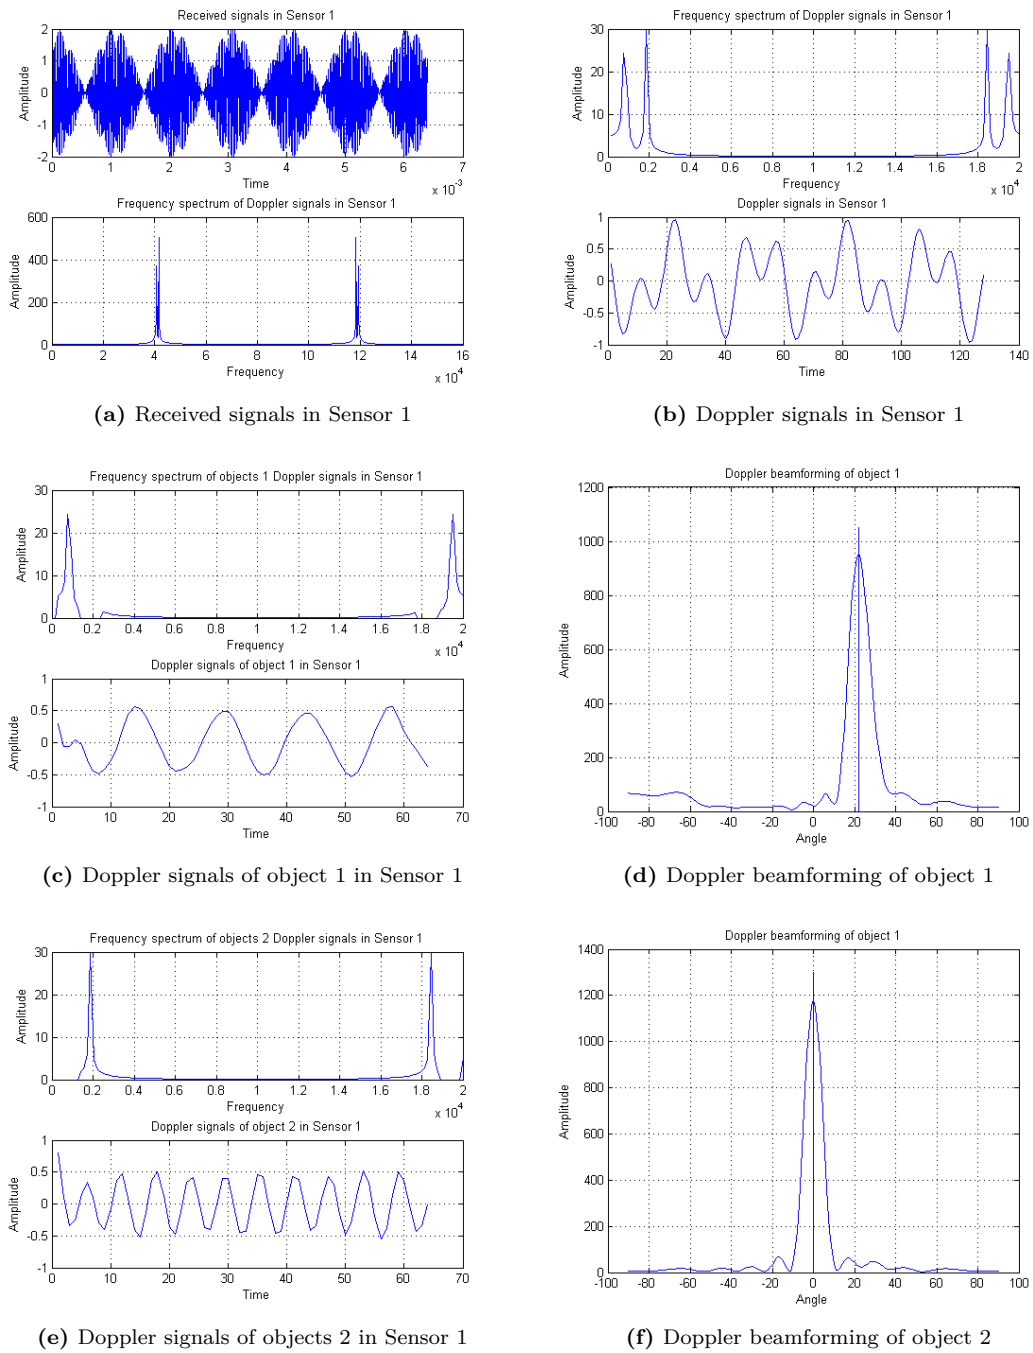 Received signals in Sensor 1
2
1
0
-1
-2
Amplitude
0 1 2 3 4 5 6 7
Time
x 10^-3
Frequency spectrum of Doppler signals in Sensor 1
600
400
200
0
Amplitude
0 2 4 6 8 10 12 14 16
Frequency
x 10^4
(a) Received signals in Sensor 1
Frequency spectrum of Doppler signals in Sensor 1
30
20
10
0
Amplitude
0 0.2 0.4 0.6 0.8 1 1.2 1.4 1.6 1.8 2
Frequency
x 10^4
Doppler signals in Sensor 1
1
0.5
0
-0.5
-1
Amplitude
0 20 40 60 80 100 120 140
Time
(b) Doppler signals in Sensor 1
Frequency spectrum of objects 1 Doppler signals in Sensor 1
30
20
10
0
Amplitude
0 0.2 0.4 0.6 0.8 1 1.2 1.4 1.6 1.8 2
Frequency
x 10^4
Doppler signals of object 1 in Sensor 1
1
0.5
0
-0.5
-1
Amplitude
0 10 20 30 40 50 60 70
Time
(c) Doppler signals of object 1 in Sensor 1
Doppler beamforming of object 1
1200
1000
800
600
400
200
0
Amplitude
-100 -80 -60 -40 -20 0 20 40 60 80 100
Angle
(d) Doppler beamforming of object 1
Frequency spectrum of objects 2 Doppler signals in Sensor 1
30
20
10
0
Amplitude
0 0.2 0.4 0.6 0.8 1 1.2 1.4 1.6 1.8 2
Frequency
x 10^4
Doppler signals of object 2 in Sensor 1
1
0.5
0
-0.5
-1
Amplitude
0 10 20 30 40 50 60 70
Time
(e) Doppler signals of objects 2 in Sensor 1
Doppler beamforming of object 1
1400
1200
1000
800
600
400
200
0
Amplitude
-100 -80 -60 -40 -20 0 20 40 60 80 100
Angle
(f) Doppler beamforming of object 2